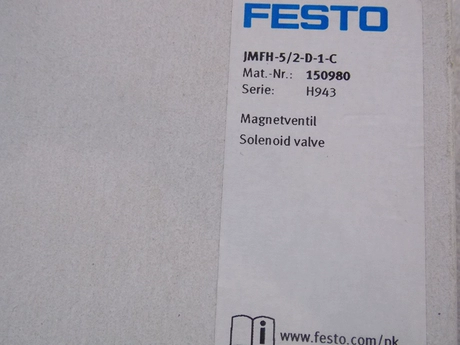 FESTO
JMFH-5/2-D-1-C
Mat.-Nr.: 150980
Serie: H943
Magnetventil
Solenoid valve
i www.festo.com/pk